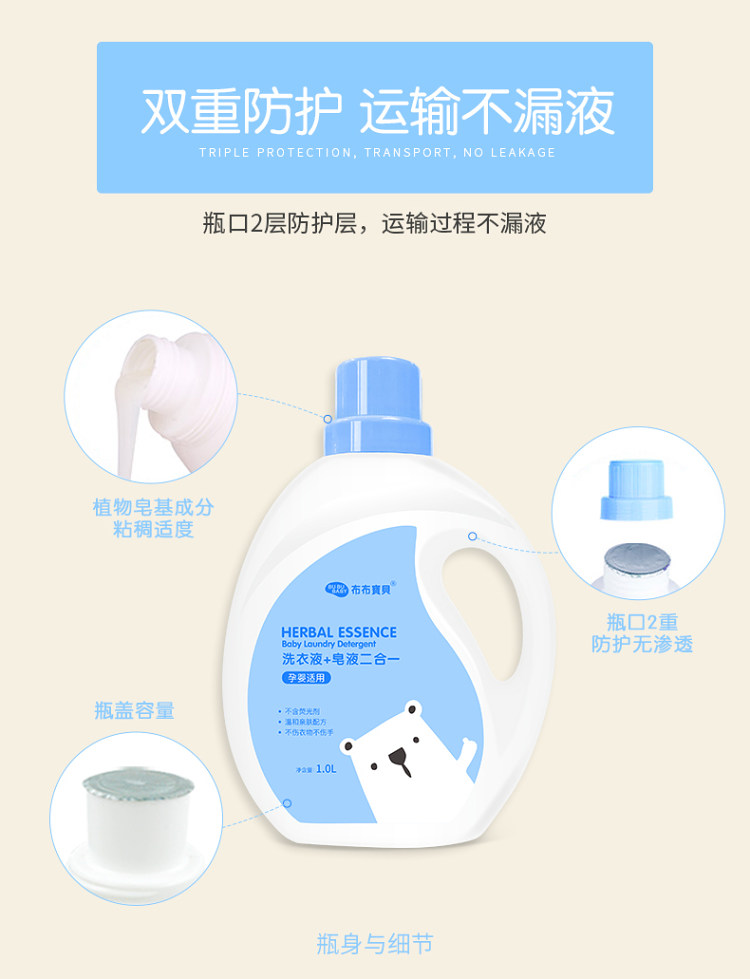 双重防护 运输不漏液
TRIPLE PROTECTION, TRANSPORT, NO LEAKAGE
瓶口2层防护层，运输过程不漏液
植物皂基成分
粘稠适度
瓶口2重
防护无渗透
BU BU
BABY
布布寶貝®
HERBAL ESSENCE
Baby Laundry Detergent
洗衣液+皂液二合一
孕婴适用
• 不含荧光剂
• 温和亲肤配方
• 不伤衣物不伤手
净含量: 1.0L
瓶盖容量
瓶身与细节